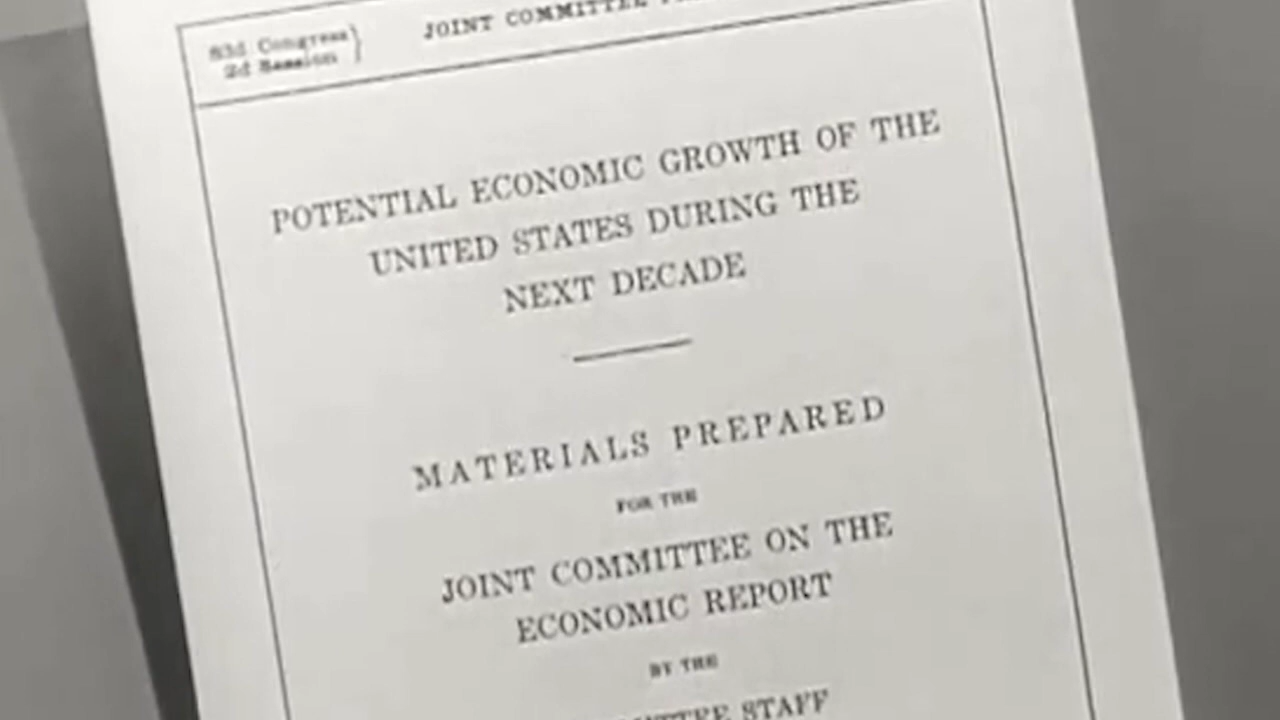 83d Congress
2d Session
JOINT COMMITTEE
POTENTIAL ECONOMIC GROWTH OF THE
UNITED STATES DURING THE
NEXT DECADE
MATERIALS PREPARED
FOR THE
JOINT COMMITTEE ON THE
ECONOMIC REPORT
BY THE
STAFF